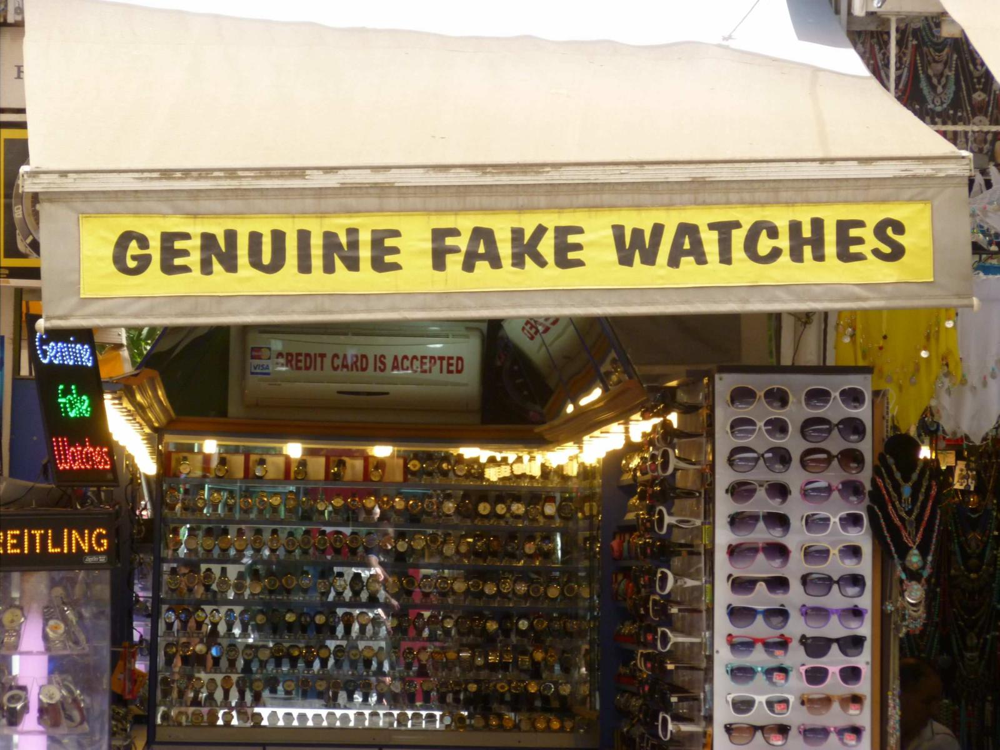 GENUINE FAKE WATCHES
Genuine
fake
Watches
VISA
CREDIT CARD IS ACCEPTED
REITLING